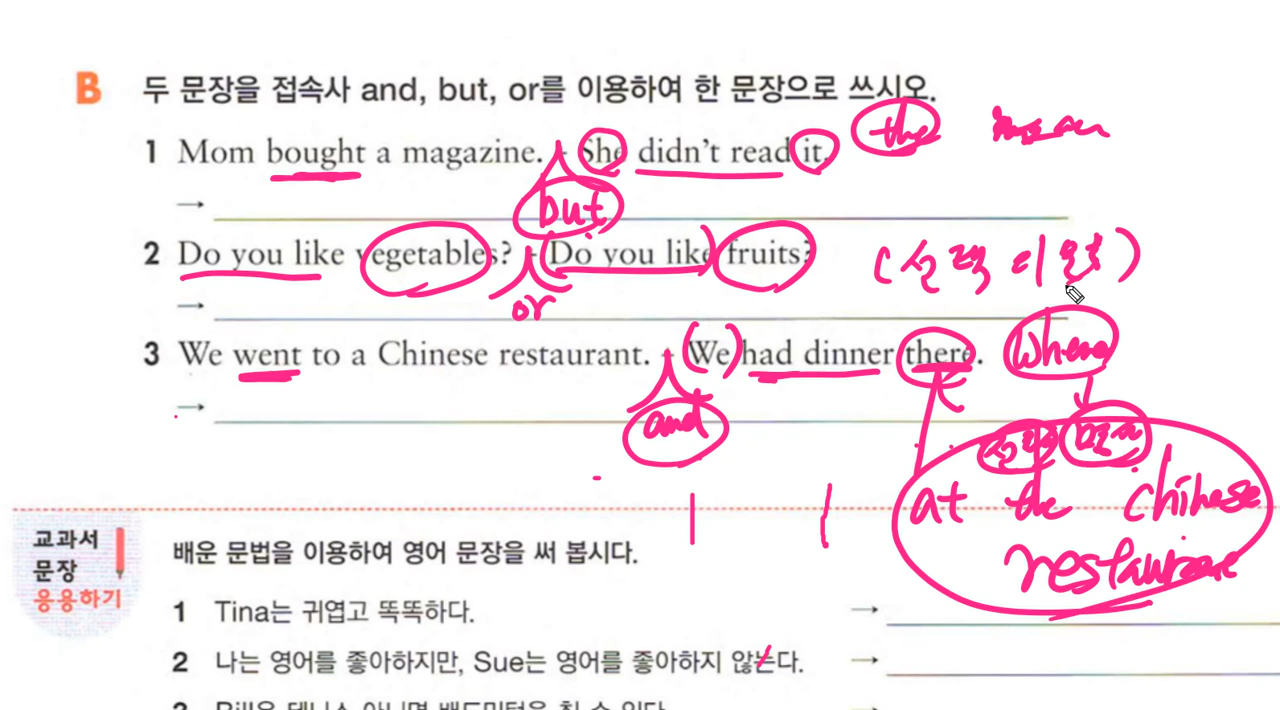 B 두 문장을 접속사 and, but, or를 이용하여 한 문장으로 쓰시오.
the
1 Mom bought a magazine. She didn't read it.
→
but
2 Do you like vegetables? Do you like fruits?
→
or
3 We went to a Chinese restaurant. (We) had dinner there. where
→
and
at the chinese
restaurant
교과서
문장
응용하기
배운 문법을 이용하여 영어 문장을 써 봅시다.
1 Tina는 귀엽고 똑똑하다. →
2 나는 영어를 좋아하지만, Sue는 영어를 좋아하지 않는다. →